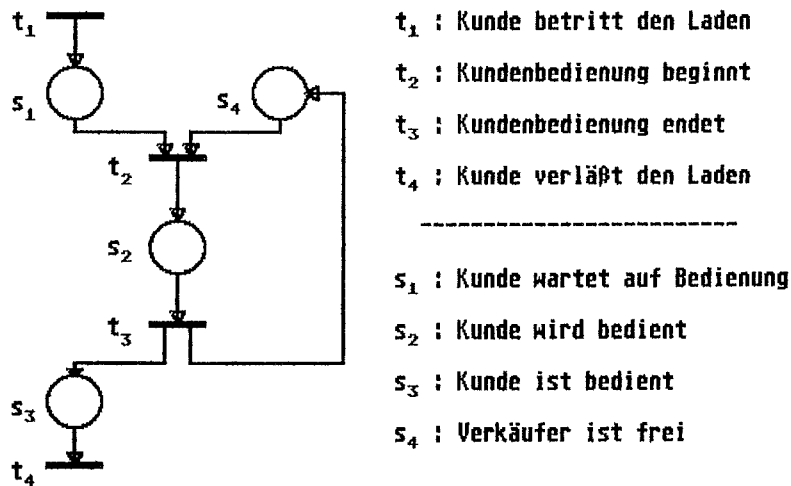 t₁
s₁
s₄
t₂
s₂
t₃
s₃
t₄
t₁ : Kunde betritt den Laden
t₂ : Kundenbedienung beginnt
t₃ : Kundenbedienung endet
t₄ : Kunde verläßt den Laden
-------------------------
s₁ : Kunde wartet auf Bedienung
s₂ : Kunde wird bedient
s₃ : Kunde ist bedient
s₄ : Verkäufer ist frei